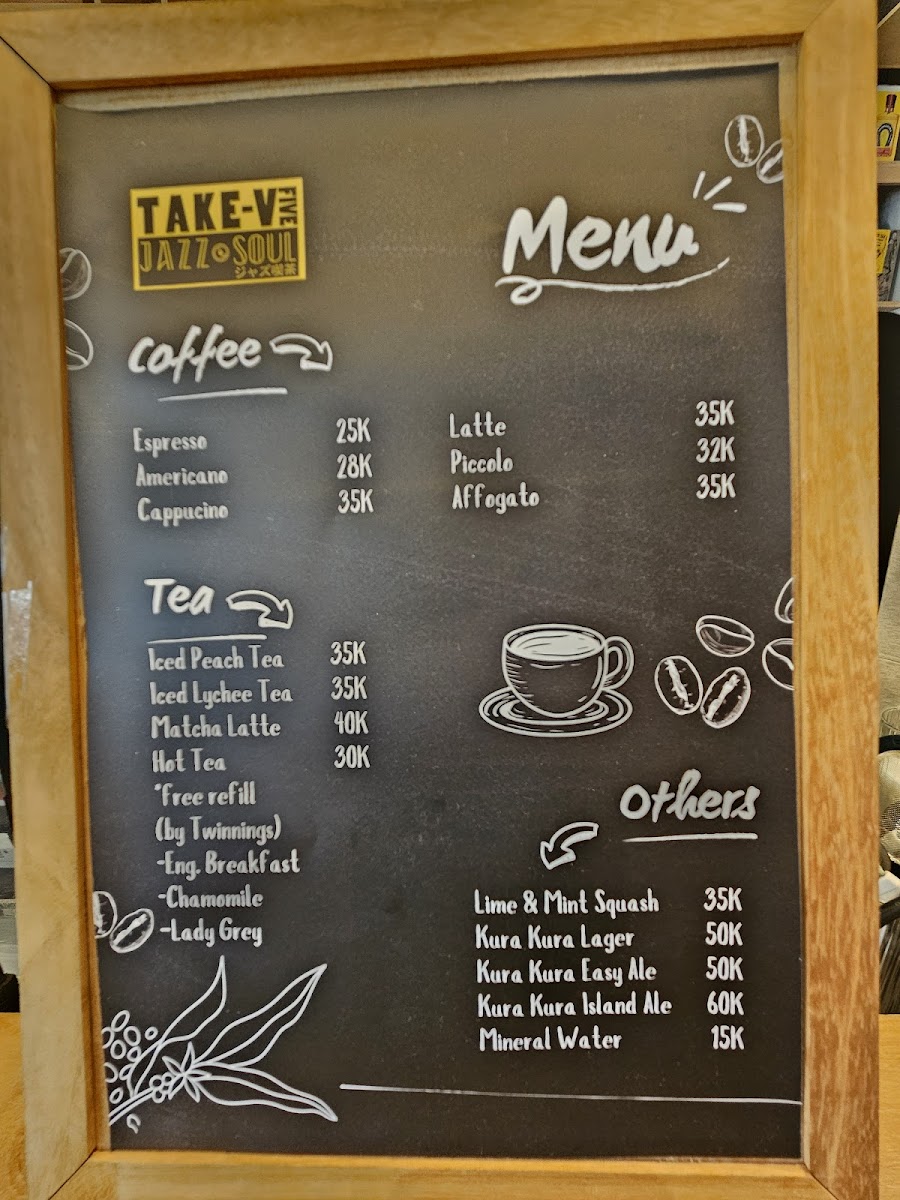 TAKE-V FIVE
JAZZ SOUL
ジャズ喫茶
Menu
Coffee
Espresso 25K
Americano 28K
Cappucino 35K
Latte 35K
Piccolo 32K
Affogato 35K
Tea
Iced Peach Tea 35K
Iced Lychee Tea 35K
Matcha Latte 40K
Hot Tea 30K
*free refill
(by Twinnings)
-Eng. Breakfast
-Chamomile
-Lady Grey
Others
Lime & Mint Squash 35K
Kura Kura Lager 50K
Kura Kura Easy Ale 50K
Kura Kura Island Ale 60K
Mineral Water 15K